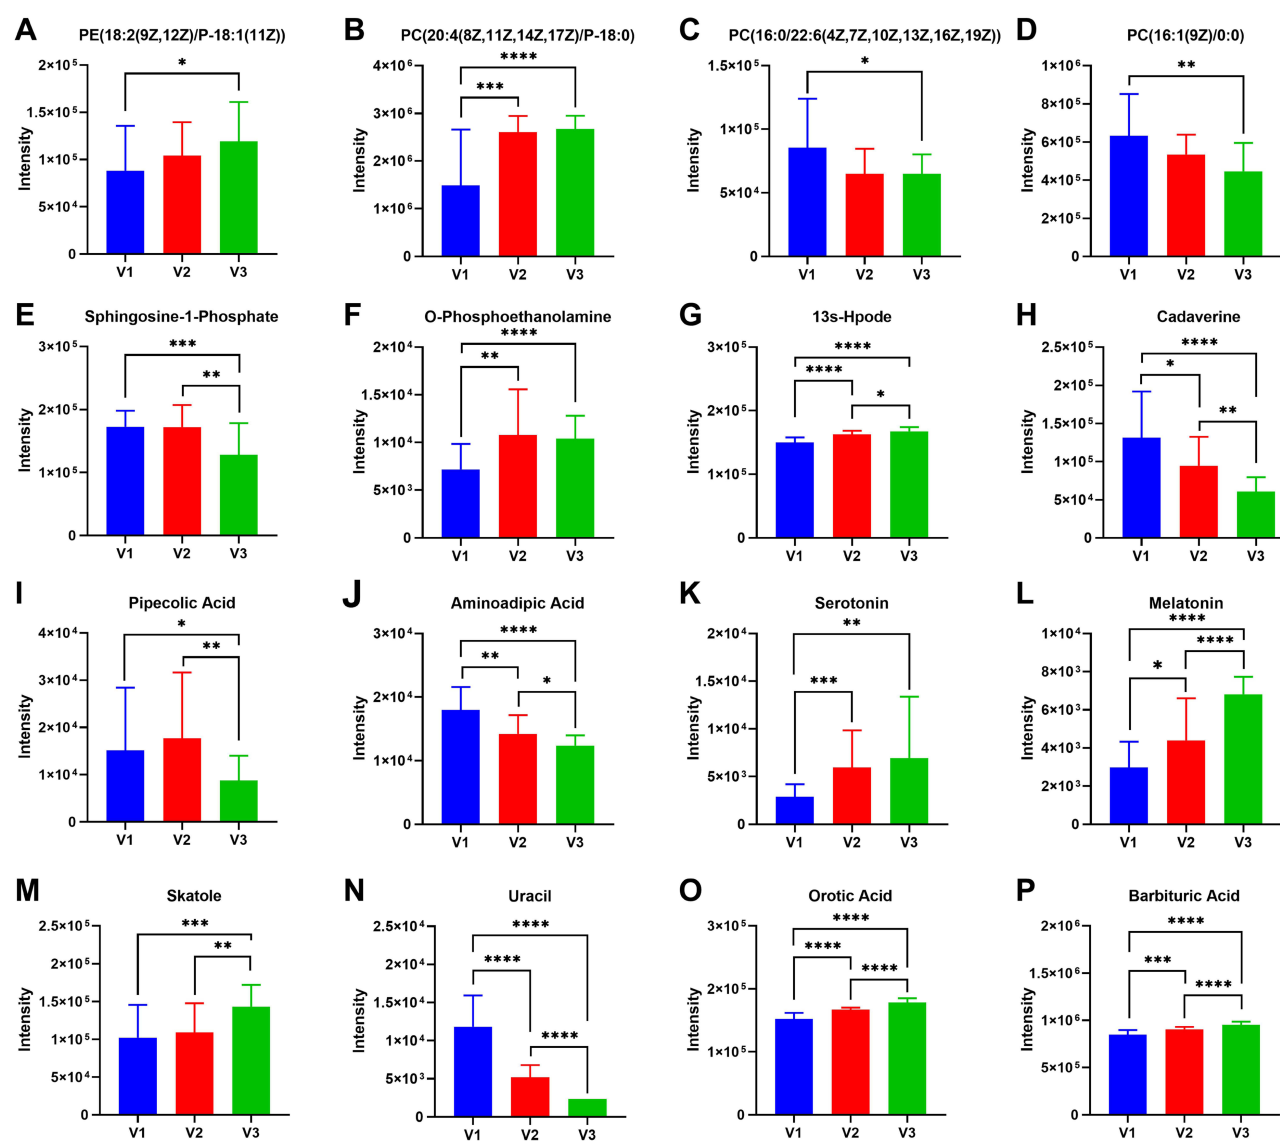 A PE(18:2(9Z,12Z)/P-18:1(11Z))
*
2×10⁵
1.5×10⁵
1×10⁵
5×10⁴
0
Intensity
V1 V2 V3
B PC(20:4(8Z,11Z,14Z,17Z)/P-18:0)
****
***
4×10⁶
3×10⁶
2×10⁶
1×10⁶
0
Intensity
V1 V2 V3
C PC(16:0/22:6(4Z,7Z,10Z,13Z,16Z,19Z))
*
1.5×10⁵
1×10⁵
5×10⁴
0
Intensity
V1 V2 V3
D PC(16:1(9Z)/0:0)
**
1×10⁶
8×10⁵
6×10⁵
4×10⁵
2×10⁵
0
Intensity
V1 V2 V3
E Sphingosine-1-Phosphate
***
**
3×10⁵
2×10⁵
1×10⁵
0
Intensity
V1 V2 V3
F O-Phosphoethanolamine
****
**
2×10⁴
1.5×10⁴
1×10⁴
5×10³
0
Intensity
V1 V2 V3
G 13s-Hpode
****
****
*
3×10⁵
2×10⁵
1×10⁵
0
Intensity
V1 V2 V3
H Cadaverine
****
*
**
2.5×10⁵
2×10⁵
1.5×10⁵
1×10⁵
5×10⁴
0
Intensity
V1 V2 V3
I Pipecolic Acid
*
**
4×10⁴
3×10⁴
2×10⁴
1×10⁴
0
Intensity
V1 V2 V3
J Aminoadipic Acid
****
**
*
3×10⁴
2×10⁴
1×10⁴
0
Intensity
V1 V2 V3
K Serotonin
**
***
2×10⁴
1.5×10⁴
1×10⁴
5×10³
0
Intensity
V1 V2 V3
L Melatonin
****
****
*
1×10⁴
8×10³
6×10³
4×10³
2×10³
0
Intensity
V1 V2 V3
M Skatole
***
**
2.5×10⁵
2×10⁵
1.5×10⁵
1×10⁵
5×10⁴
0
Intensity
V1 V2 V3
N Uracil
****
****
****
2.5×10⁴
2×10⁴
1.5×10⁴
1×10⁴
5×10³
0
Intensity
V1 V2 V3
O Orotic Acid
****
****
****
3×10⁵
2×10⁵
1×10⁵
0
Intensity
V1 V2 V3
P Barbituric Acid
****
***
****
2×10⁶
1.5×10⁶
1×10⁶
5×10⁵
0
Intensity
V1 V2 V3